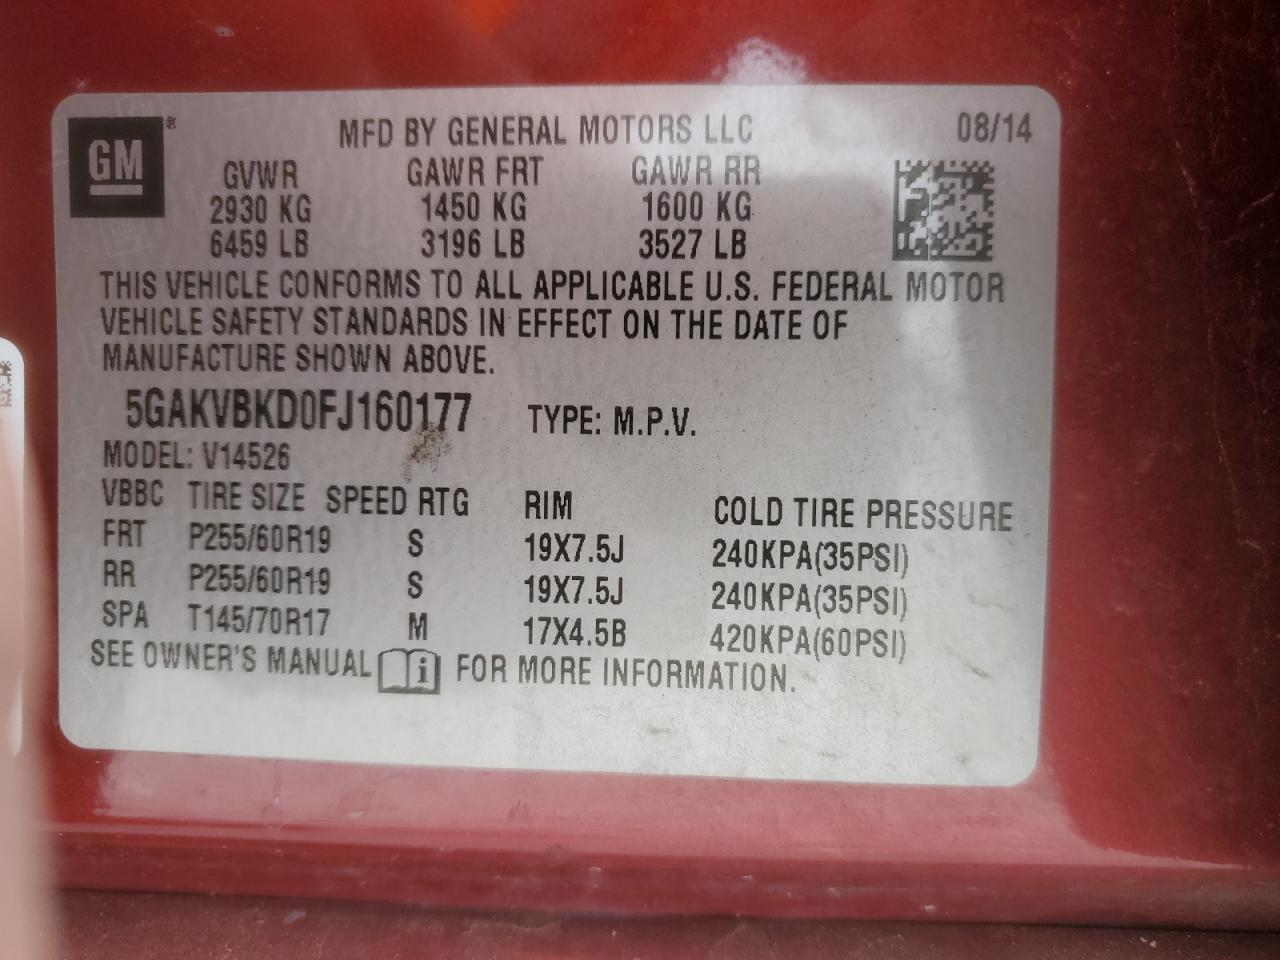 GM ®
MFD BY GENERAL MOTORS LLC 08/14
GVWR GAWR FRT GAWR RR
2930 KG 1450 KG 1600 KG
6459 LB 3196 LB 3527 LB
THIS VEHICLE CONFORMS TO ALL APPLICABLE U.S. FEDERAL MOTOR
VEHICLE SAFETY STANDARDS IN EFFECT ON THE DATE OF
MANUFACTURE SHOWN ABOVE.
5GAKVBKD0FJ160177 TYPE: M.P.V.
MODEL: V14526
VBBC TIRE SIZE SPEED RTG RIM COLD TIRE PRESSURE
FRT P255/60R19 S 19X7.5J 240KPA(35PSI)
RR P255/60R19 S 19X7.5J 240KPA(35PSI)
SPA T145/70R17 M 17X4.5B 420KPA(60PSI)
SEE OWNER'S MANUAL i FOR MORE INFORMATION.